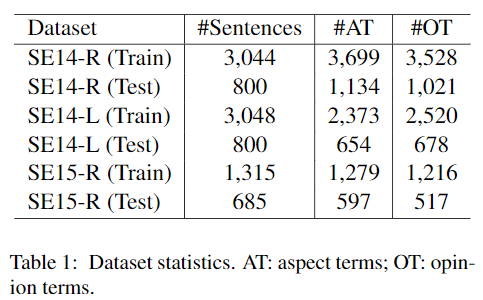 Dataset #Sentences #AT #OT
SE14-R (Train) 3,044 3,699 3,528
SE14-R (Test) 800 1,134 1,021
SE14-L (Train) 3,048 2,373 2,520
SE14-L (Test) 800 654 678
SE15-R (Train) 1,315 1,279 1,216
SE15-R (Test) 685 597 517
Table 1: Dataset statistics. AT: aspect terms; OT: opin-
ion terms.